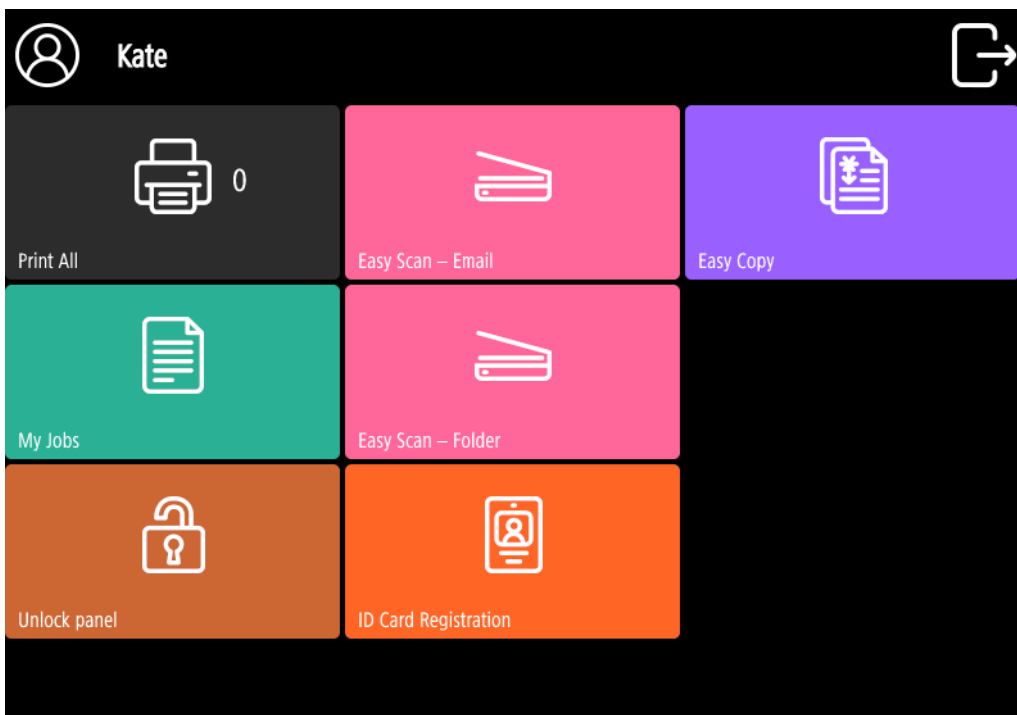 Kate
0
Print All
Easy Scan – Email
Easy Copy
My Jobs
Easy Scan – Folder
Unlock panel
ID Card Registration